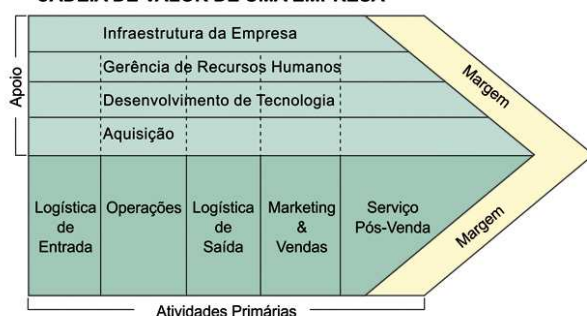 CADEIA DE VALOR DE UMA EMPRESA
Apoio
Infraestrutura da Empresa
Gerência de Recursos Humanos
Desenvolvimento de Tecnologia
Aquisição
Margem
Logística
de
Entrada
Operações
Logística
de
Saída
Marketing
&
Vendas
Serviço
Pós-Venda
Margem
Atividades Primárias